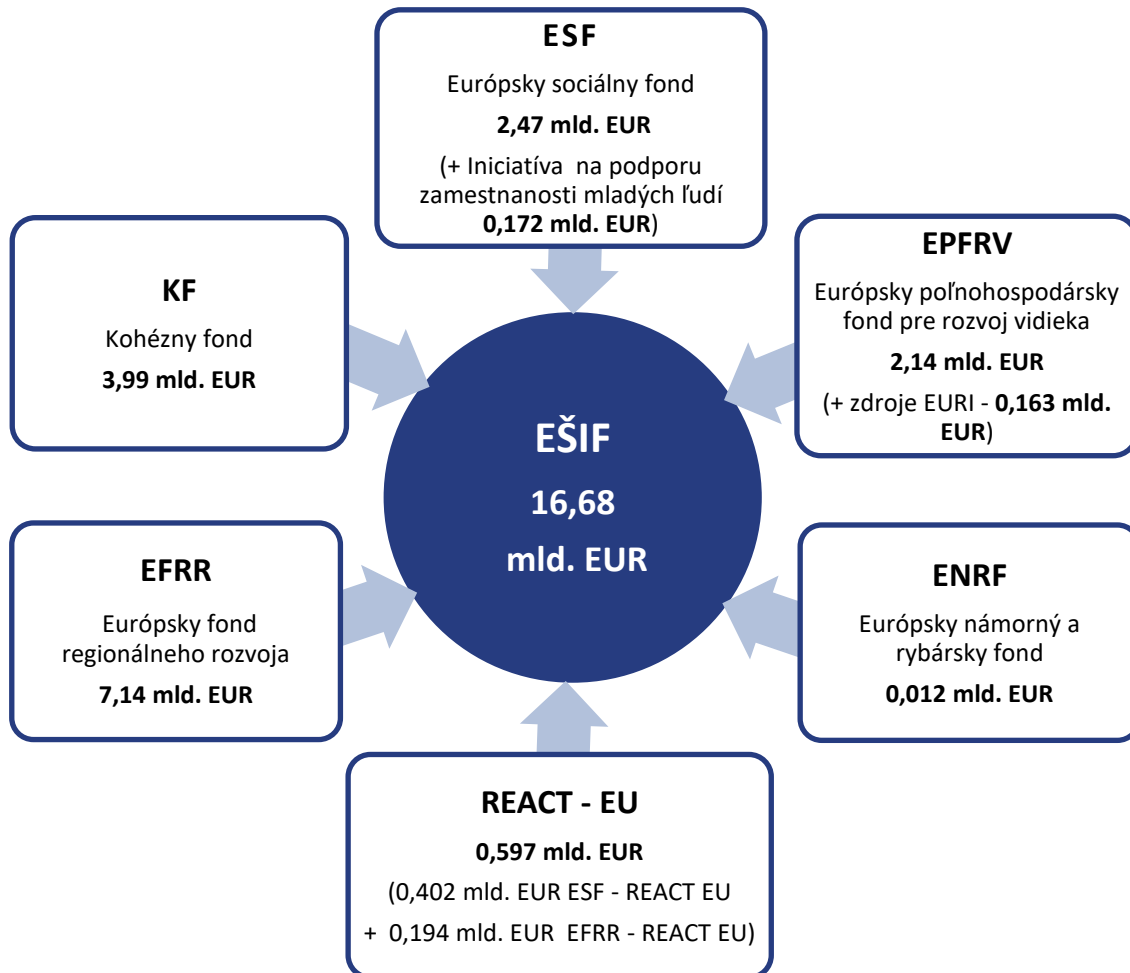 ESF
Európsky sociálny fond
2,47 mld. EUR
(+ Iniciatíva na podporu
zamestnanosti mladých ľudí
0,172 mld. EUR)
KF
Kohézny fond
3,99 mld. EUR
EPFRV
Európsky poľnohospodársky
fond pre rozvoj vidieka
2,14 mld. EUR
(+ zdroje EURI - 0,163 mld.
EUR)
EŠIF
16,68
mld. EUR
EFRR
Európsky fond
regionálneho rozvoja
7,14 mld. EUR
ENRF
Európsky námorný a
rybársky fond
0,012 mld. EUR
REACT - EU
0,597 mld. EUR
(0,402 mld. EUR ESF - REACT EU
+ 0,194 mld. EUR EFRR - REACT EU)